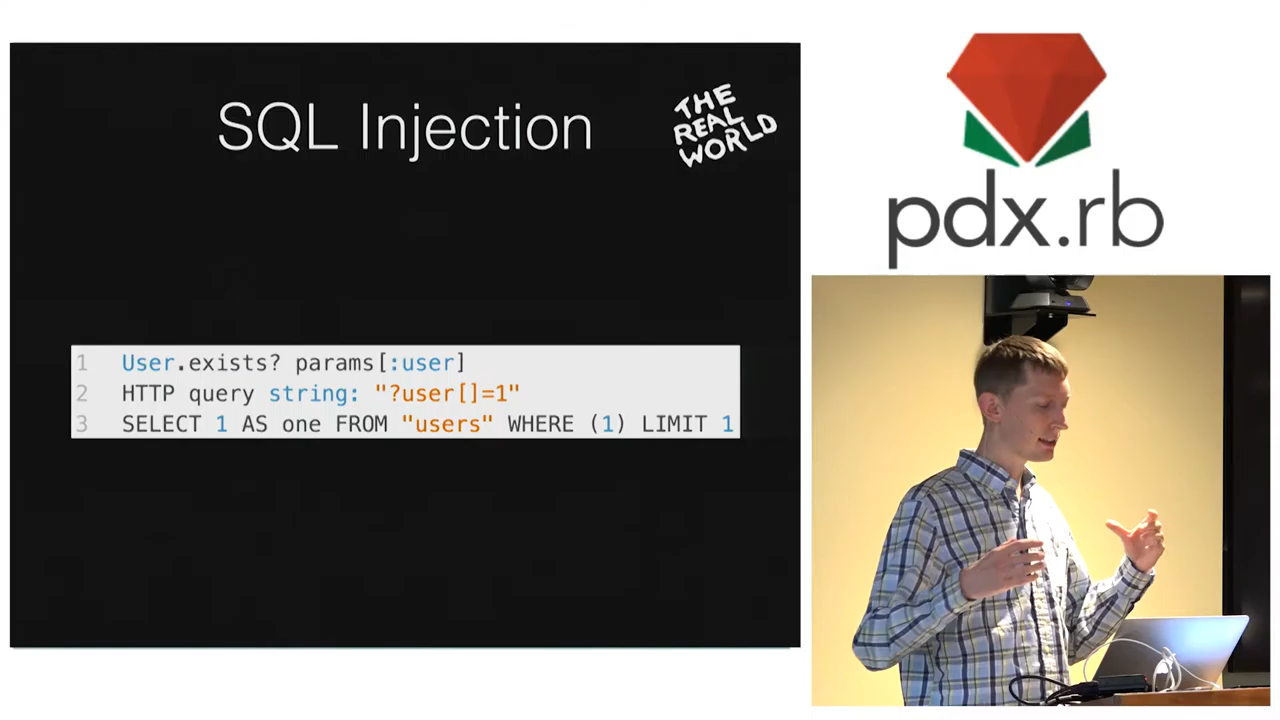 SQL Injection
THE
REAL
WORLD
1 User.exists? params[:user]
2 HTTP query string: "?user[]=1"
3 SELECT 1 AS one FROM "users" WHERE (1) LIMIT 1
pdx.rb